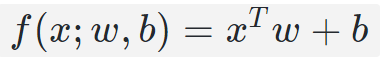 f(x; w, b) = x^T w + b